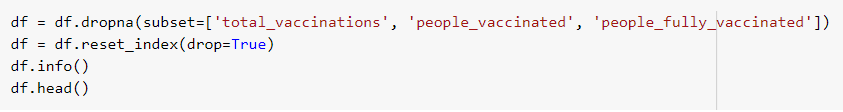 df = df.dropna(subset=['total_vaccinations', 'people_vaccinated', 'people_fully_vaccinated'])
df = df.reset_index(drop=True)
df.info()
df.head()